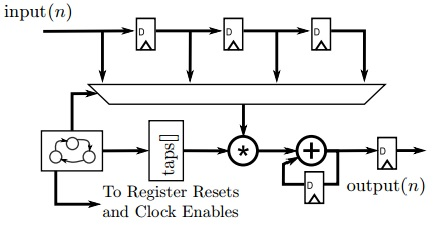 input(n)
D
D
D
taps[]
*
+
D
D
output(n)
To Register Resets
and Clock Enables